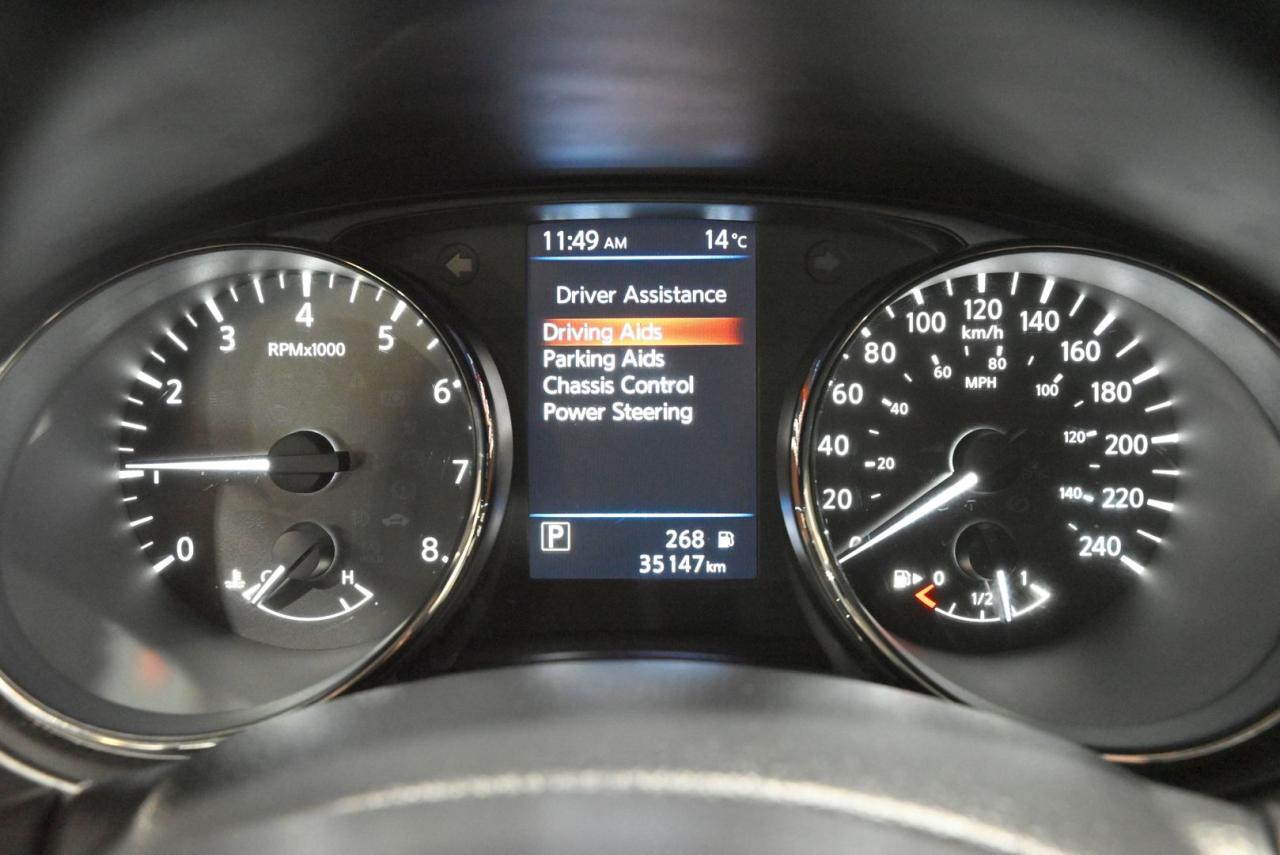 11:49 AM 14°C
Driver Assistance
Driving Aids
Parking Aids
Chassis Control
Power Steering
P 268
35147km
0
1
2
3
4
5
6
7
8
RPMx1000
C H
0
20
40
60
80
100
120
140
160
180
200
220
240
km/h
20
40
60
80
100
120
140
MPH
0 1/2 1